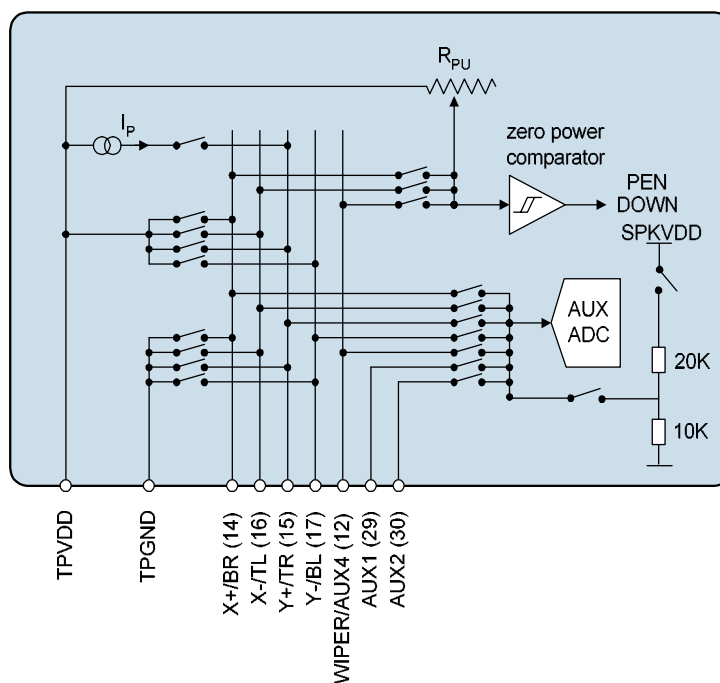 R_PU
I_P
zero power
comparator
PEN
DOWN
SPKVDD
AUX
ADC
20K
10K
TPVDD
TPGND
X+/BR (14)
X-/TL (16)
Y+/TR (15)
Y-/BL (17)
WIPER/AUX4 (12)
AUX1 (29)
AUX2 (30)